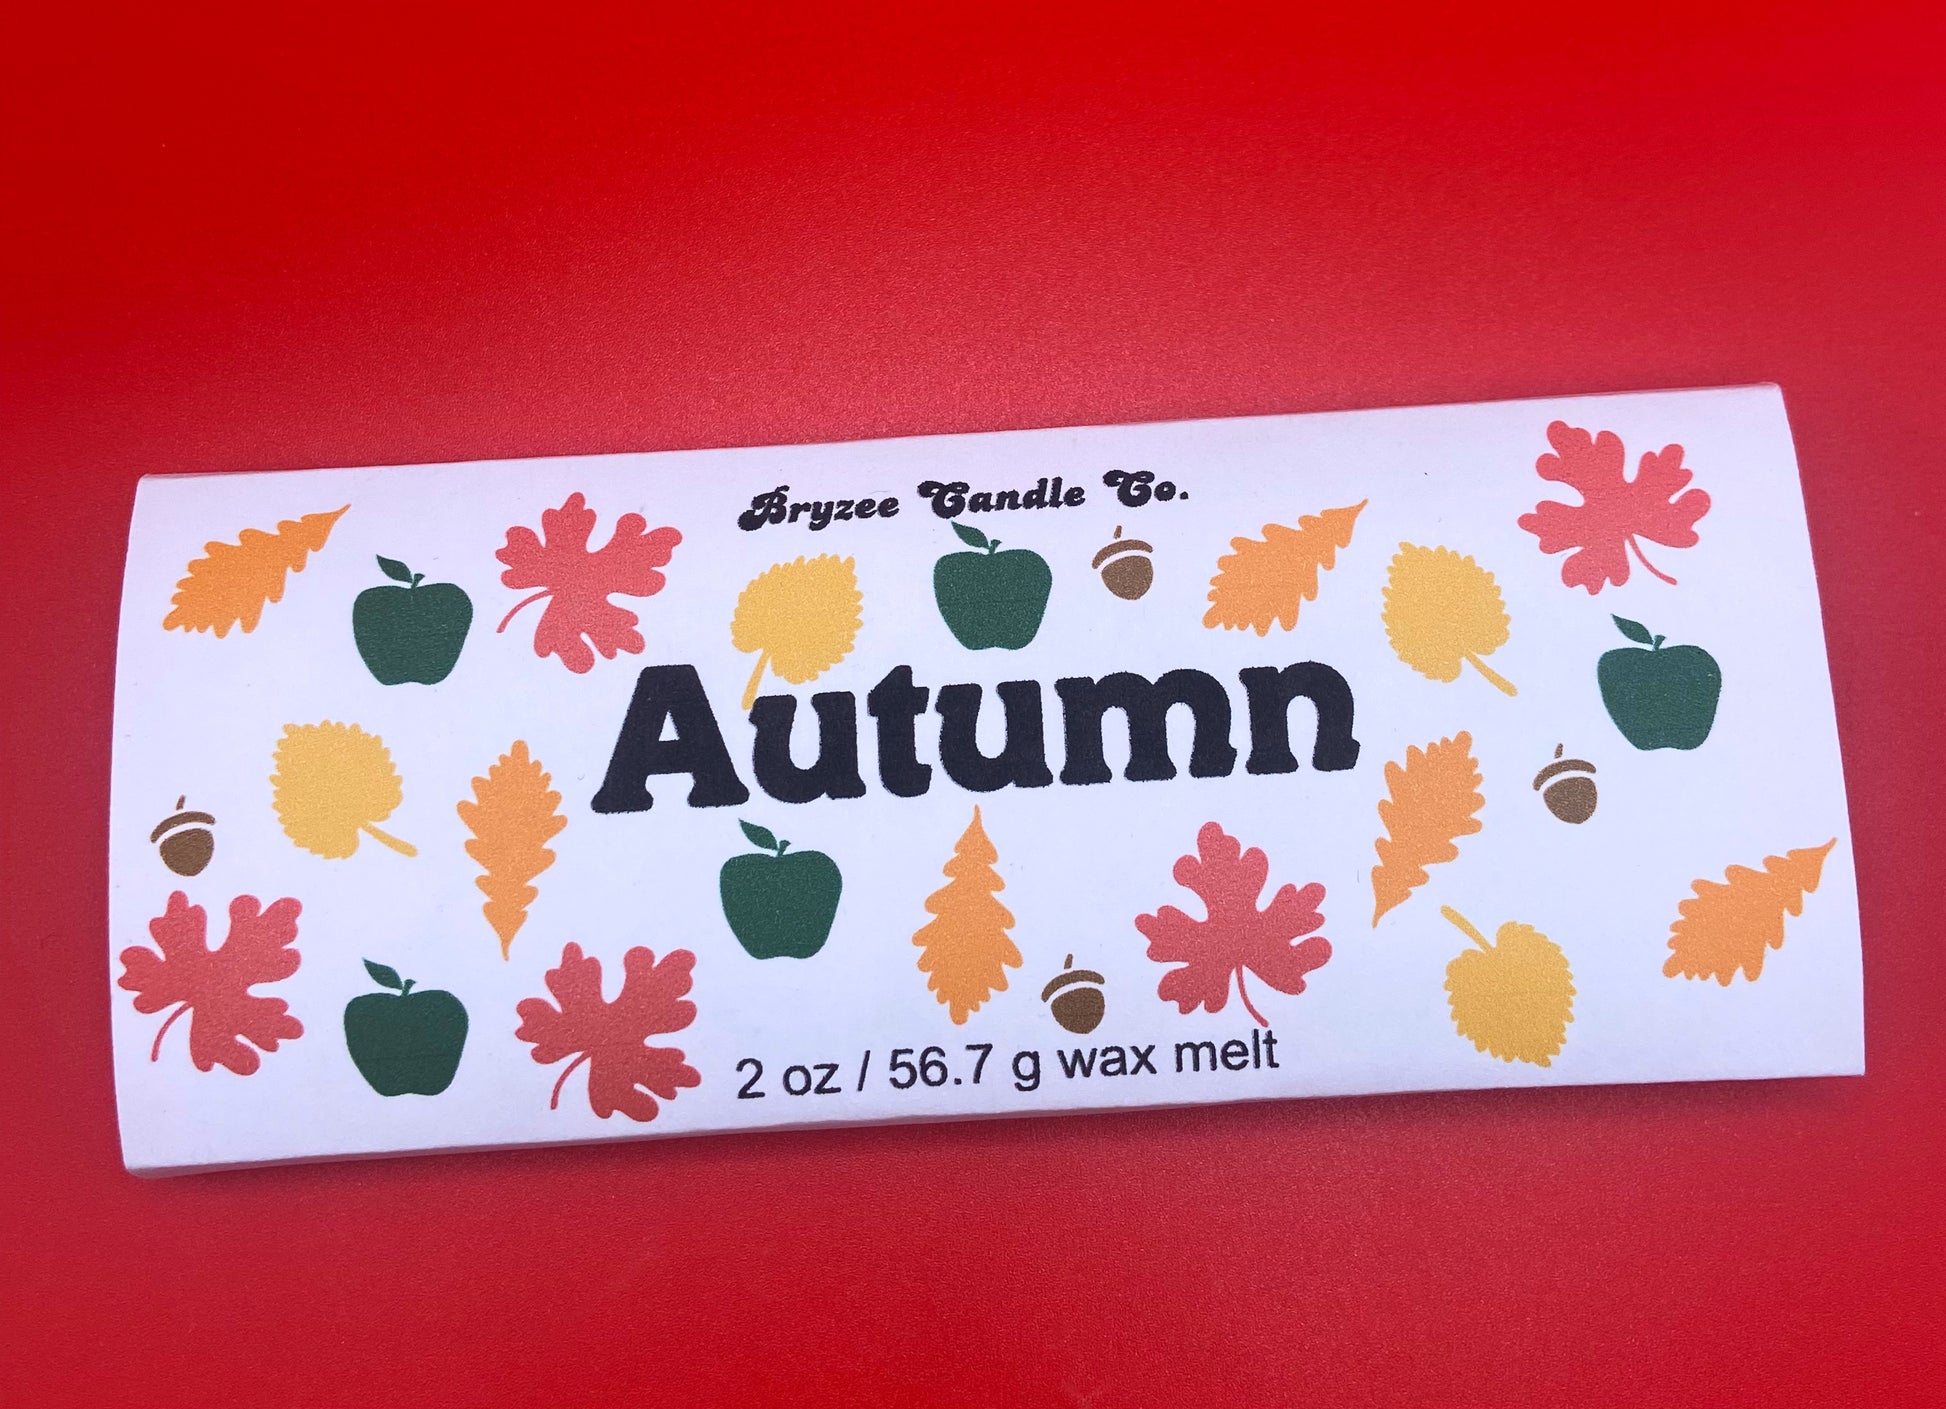 Bryzee Candle Co.
Autumn
2 oz / 56.7 g wax melt